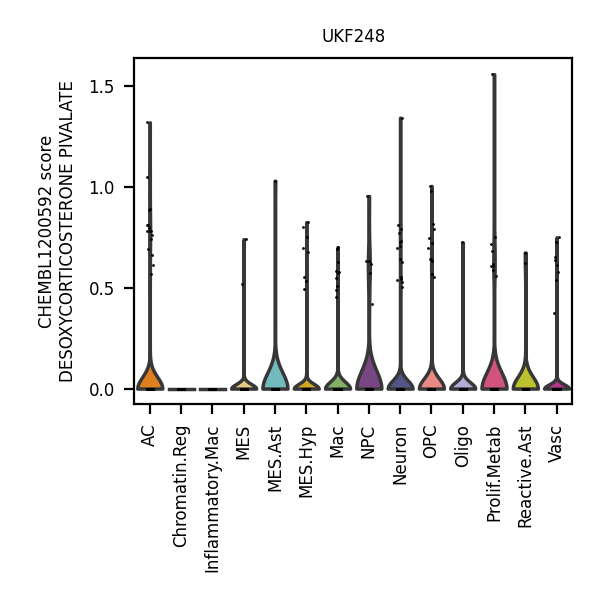 UKF248
CHEMBL1200592 score
DESOXYCORTICOSTERONE PIVALATE
1.5
1.0
0.5
0.0
AC
Chromatin.Reg
Inflammatory.Mac
MES
MES.Ast
MES.Hyp
Mac
NPC
Neuron
OPC
Oligo
Prolif.Metab
Reactive.Ast
Vasc